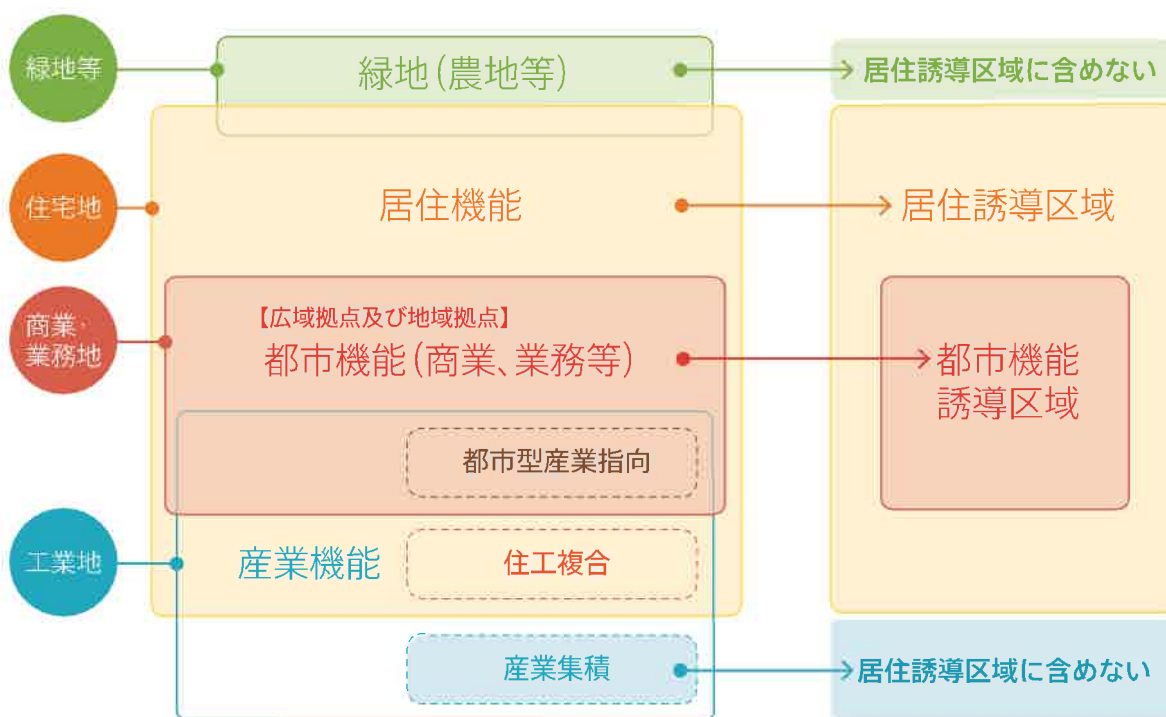 緑地等
緑地(農地等)
居住誘導区域に含めない
住宅地
居住機能
居住誘導区域
商業・
業務地
【広域拠点及び地域拠点】
都市機能(商業、業務等)
都市機能
誘導区域
都市型産業指向
工業地
産業機能
住工複合
産業集積
居住誘導区域に含めない